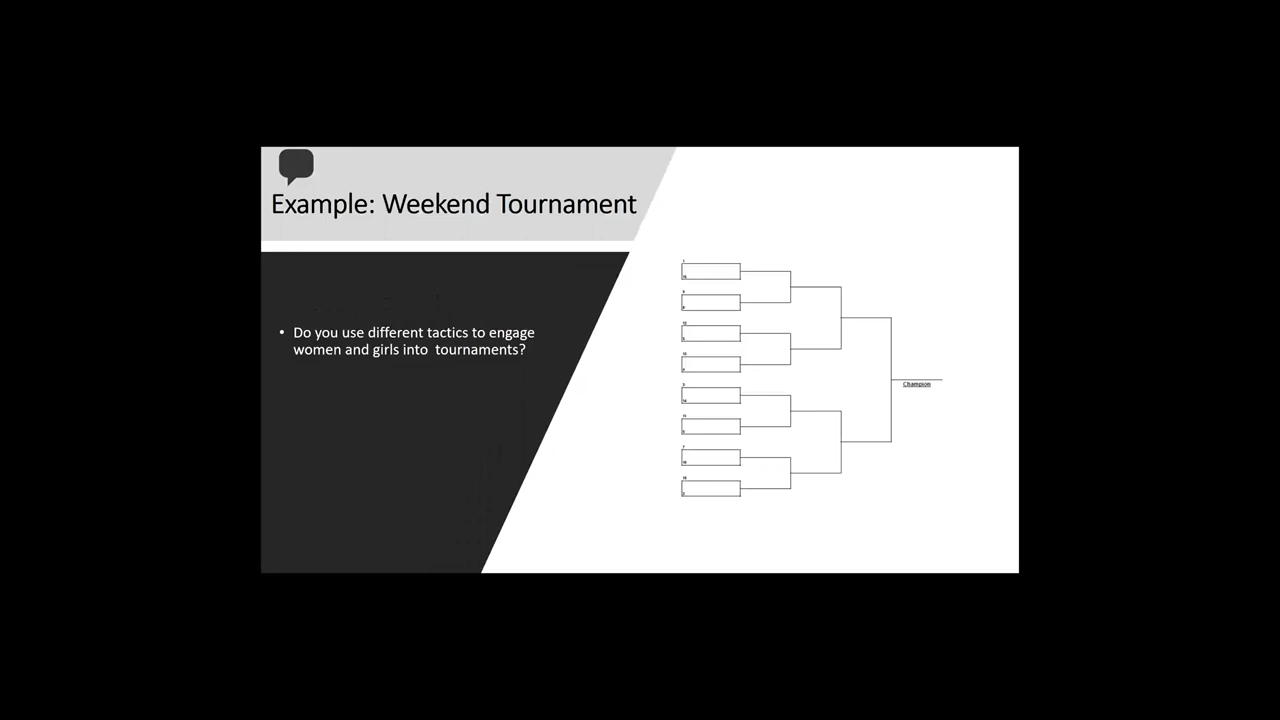 Example: Weekend Tournament
• Do you use different tactics to engage
women and girls into tournaments?
Champion